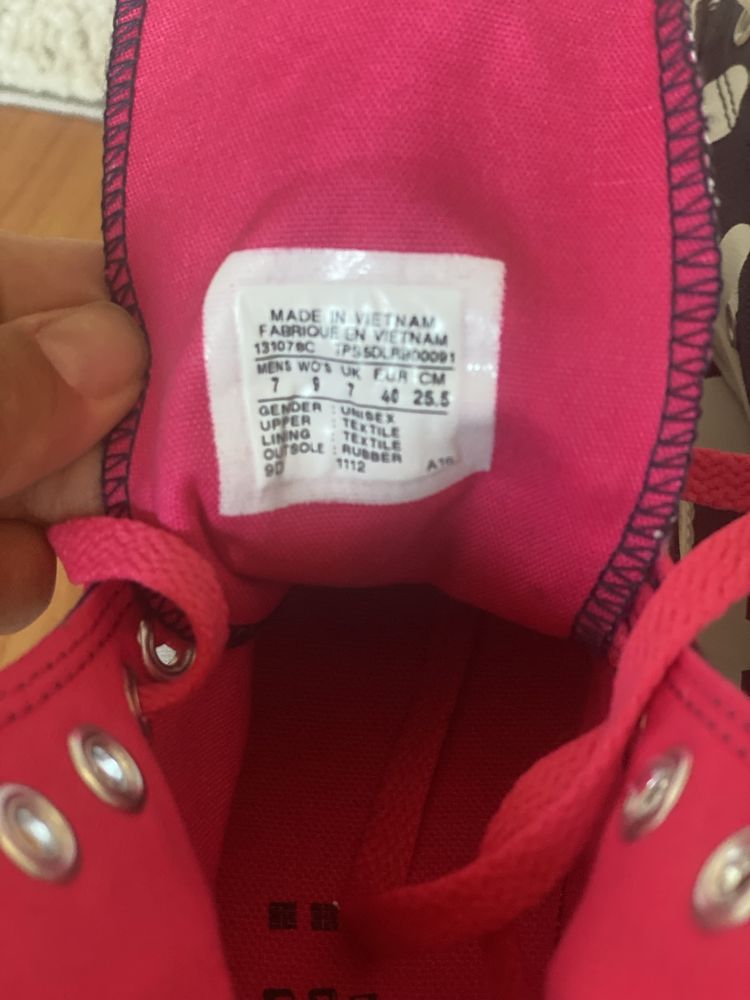 MADE IN VIETNAM
FABRIQUE EN VIETNAM
131078C
MENS WO'S UK EUR CM
7 9 7 40 25.5
GENDER : UNISEX
UPPER : TEXTILE
LINING : TEXTILE
OUTSOLE : RUBBER
9D 1112 A16